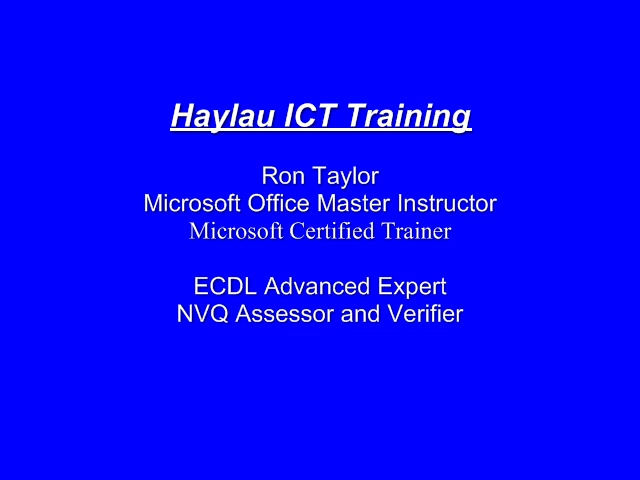 Haylau ICT Training
Ron Taylor
Microsoft Office Master Instructor
Microsoft Certified Trainer
ECDL Advanced Expert
NVQ Assessor and Verifier